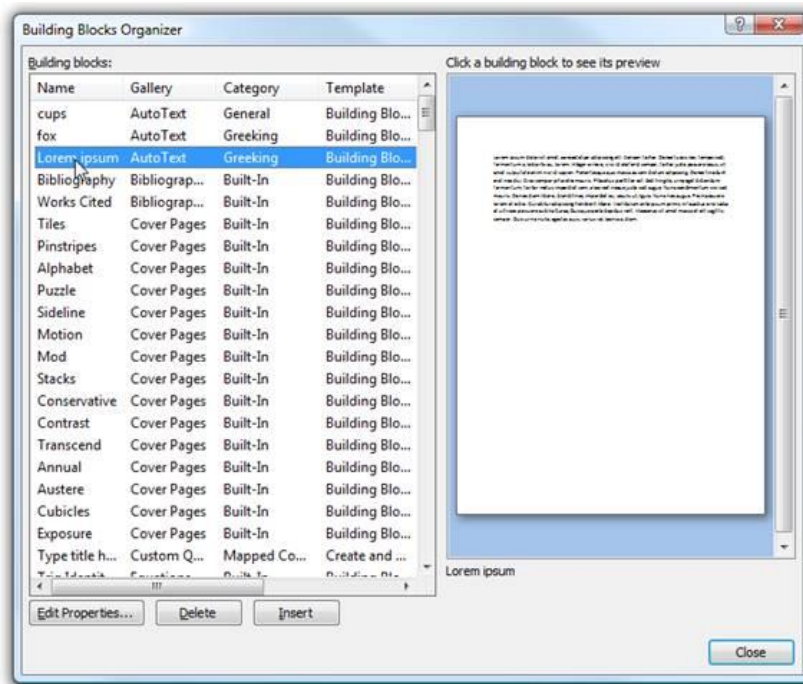 Building Blocks Organizer
Building blocks:
Click a building block to see its preview
Name Gallery Category Template
cups AutoText General Building Blo...
fox AutoText Greeking Building Blo...
Lorem ipsum AutoText Greeking Building Blo...
Bibliography Bibliograp... Built-In Building Blo...
Works Cited Bibliograp... Built-In Building Blo...
Tiles Cover Pages Built-In Building Blo...
Pinstripes Cover Pages Built-In Building Blo...
Alphabet Cover Pages Built-In Building Blo...
Puzzle Cover Pages Built-In Building Blo...
Sideline Cover Pages Built-In Building Blo...
Motion Cover Pages Built-In Building Blo...
Mod Cover Pages Built-In Building Blo...
Stacks Cover Pages Built-In Building Blo...
Conservative Cover Pages Built-In Building Blo...
Contrast Cover Pages Built-In Building Blo...
Transcend Cover Pages Built-In Building Blo...
Annual Cover Pages Built-In Building Blo...
Austere Cover Pages Built-In Building Blo...
Cubicles Cover Pages Built-In Building Blo...
Exposure Cover Pages Built-In Building Blo...
Type title h... Custom Q... Mapped Co... Create and ...
Lorem ipsum
Edit Properties... Delete Insert
Close